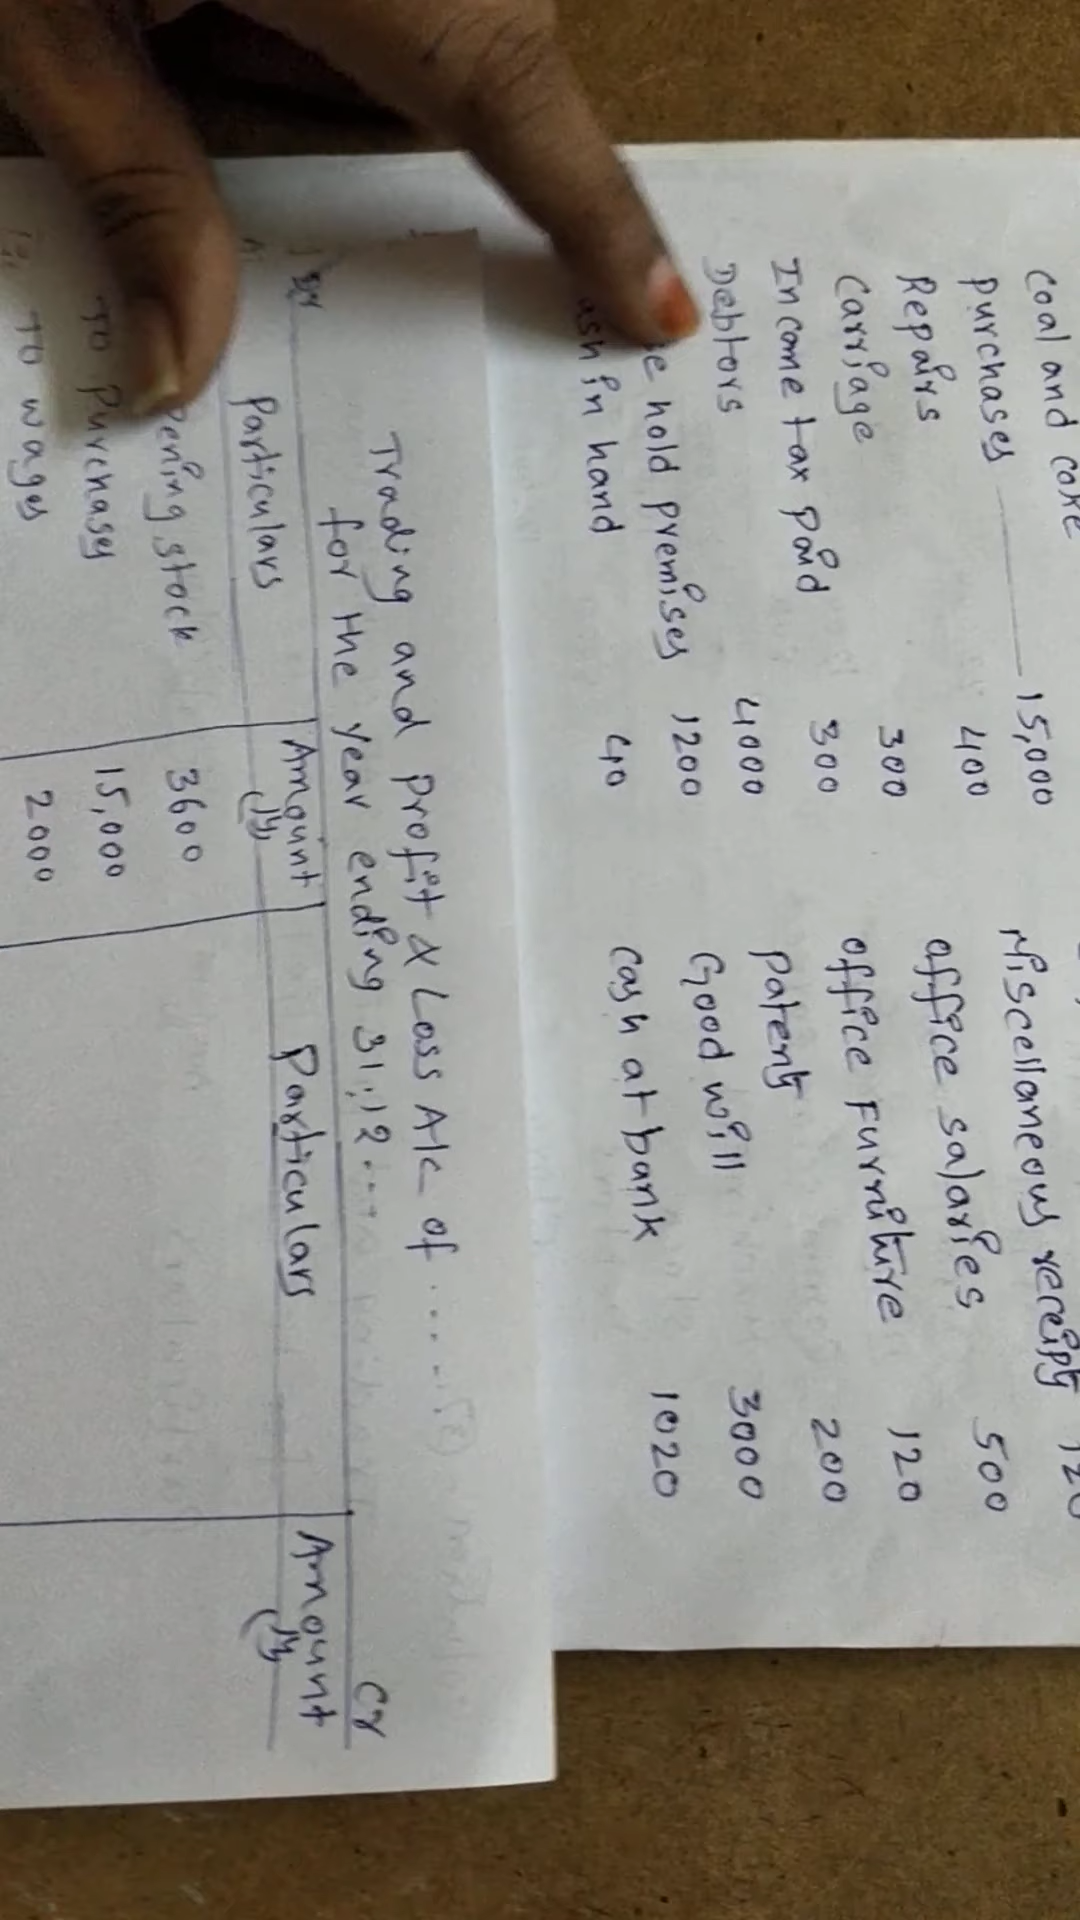 coal and coke
purchases 15,000
Repairs 400
Carriage 300
Income tax paid 300
Debtors 4000
hold premises 1200
in hand 40
Miscellaneous receipts 120
office salaries 500
office Furniture 120
Patents 200
Good will 3000
cash at bank 1020
Trading and Profit & Loss A/c of .....
for the year ending 31.12....
Cr
Particulars Amount Particulars Amount
stock 3600
To Purchases 15,000
To wages 2000